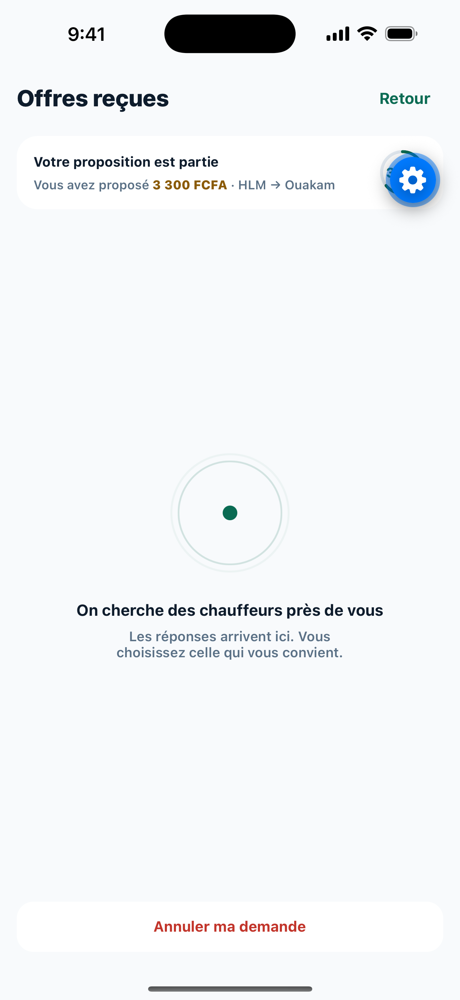 9:41
Offres reçues
Retour
Votre proposition est partie
Vous avez proposé 3 300 FCFA · HLM → Ouakam
On cherche des chauffeurs près de vous
Les réponses arrivent ici. Vous
choisissez celle qui vous convient.
Annuler ma demande